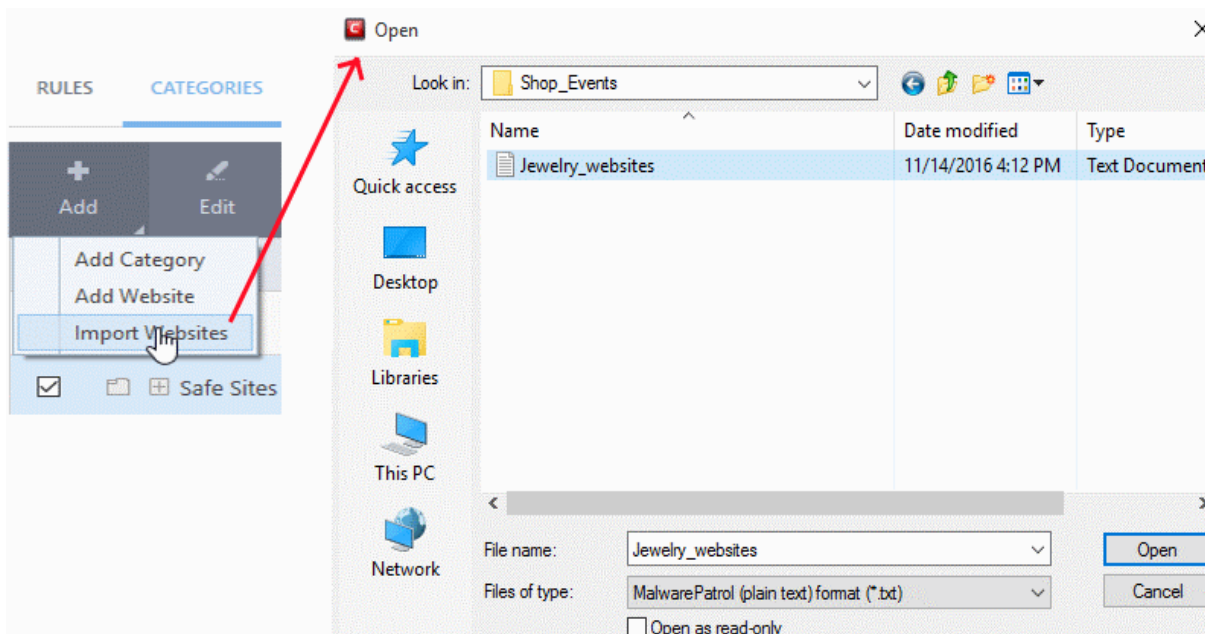 Open
RULES
CATEGORIES
Look in:
Shop_Events
Name
Date modified
Type
Jewelry_websites
11/14/2016 4:12 PM
Text Document
Add
Edit
Quick access
Add Category
Add Website
Import Websites
Desktop
Safe Sites
Libraries
This PC
Network
File name:
Jewelry_websites
Open
Files of type:
MalwarePatrol (plain text) format (*.txt)
Cancel
Open as read-only